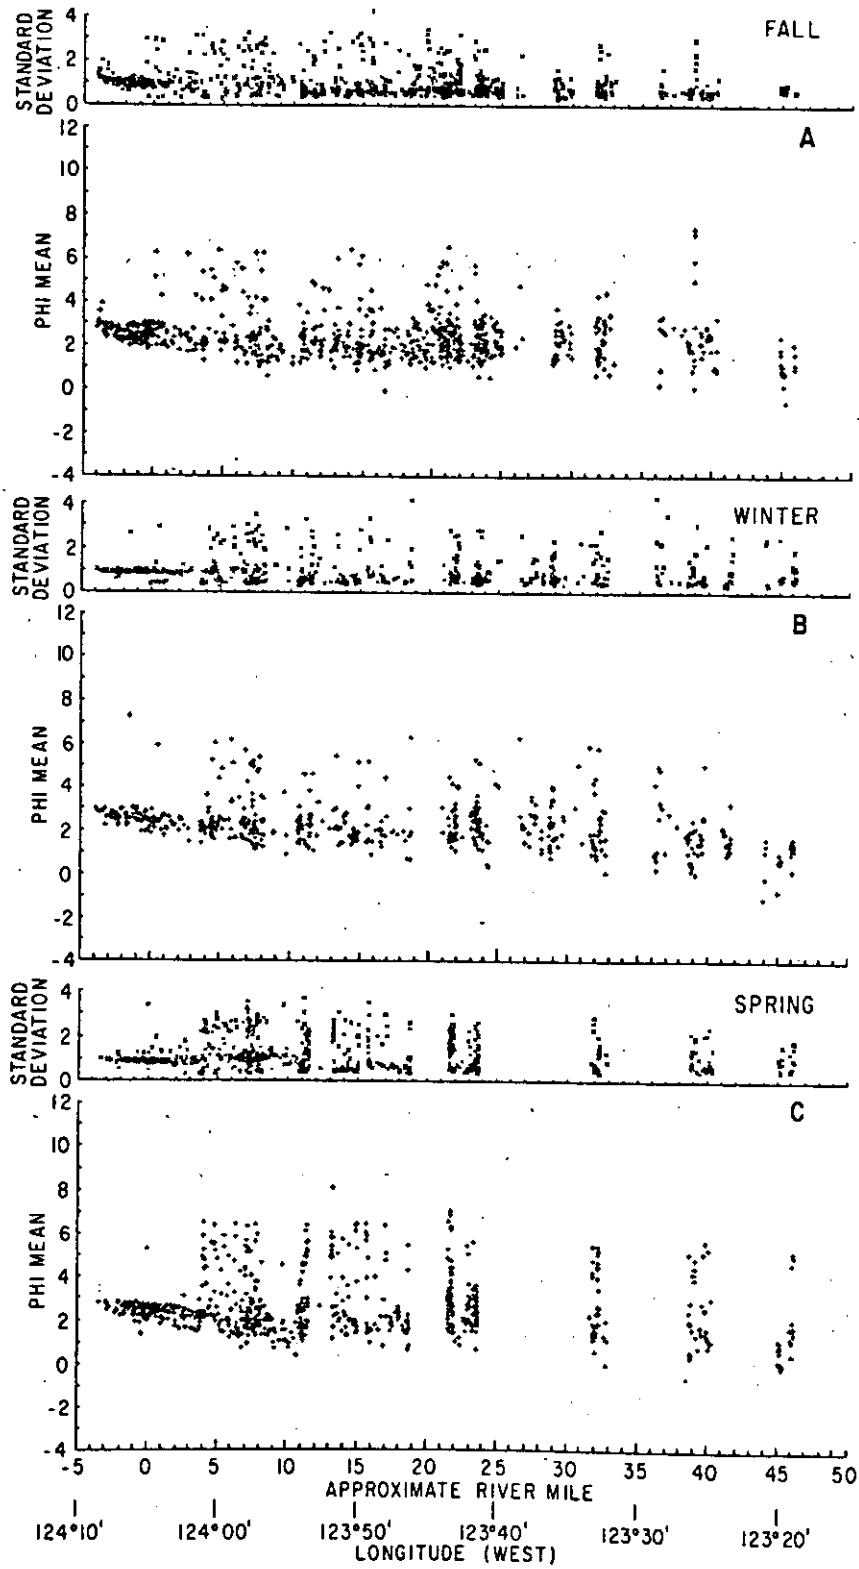 FALL
STANDARD
DEVIATION
4
2
0
A
PHI MEAN
12
10
8
6
4
2
0
-2
-4
WINTER
STANDARD
DEVIATION
4
2
0
B
PHI MEAN
12
10
8
6
4
2
0
-2
-4
SPRING
STANDARD
DEVIATION
4
2
0
C
PHI MEAN
12
10
8
6
4
2
0
-2
-4
-5 0 5 10 15 20 25 30 35 40 45 50
APPROXIMATE RIVER MILE
124°10' 124°00' 123°50' 123°40' 123°30' 123°20'
LONGITUDE (WEST)